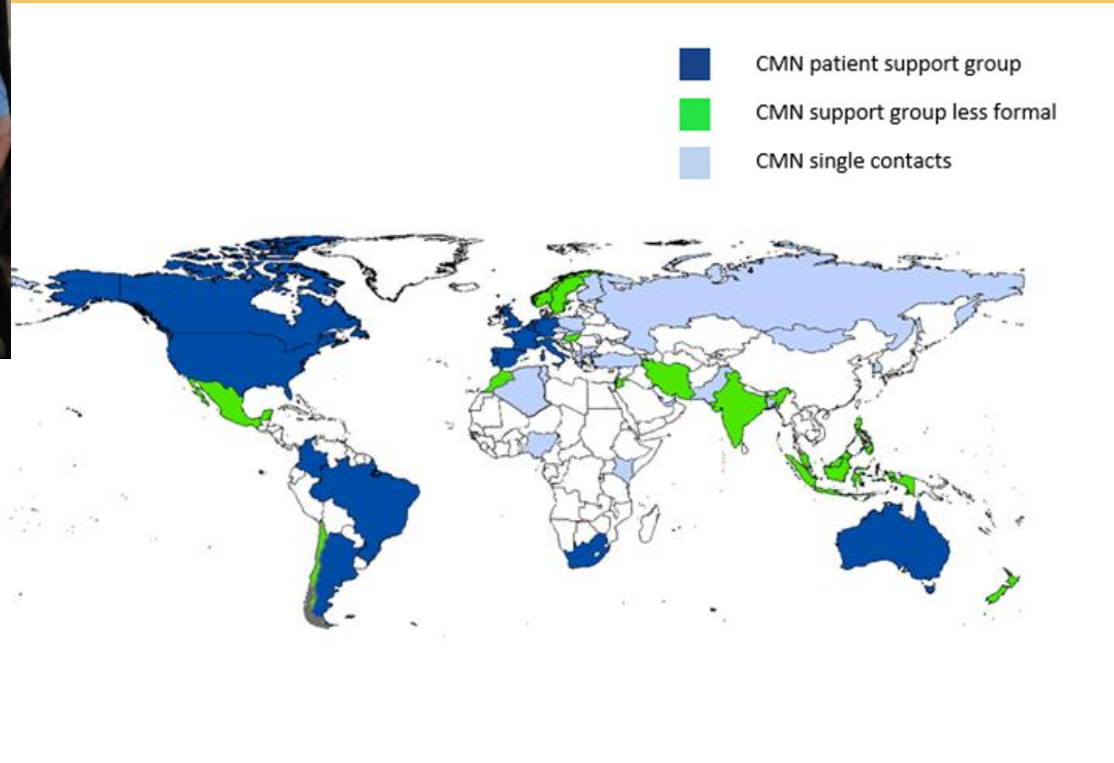 CMN patient support group
CMN support group less formal
CMN single contacts